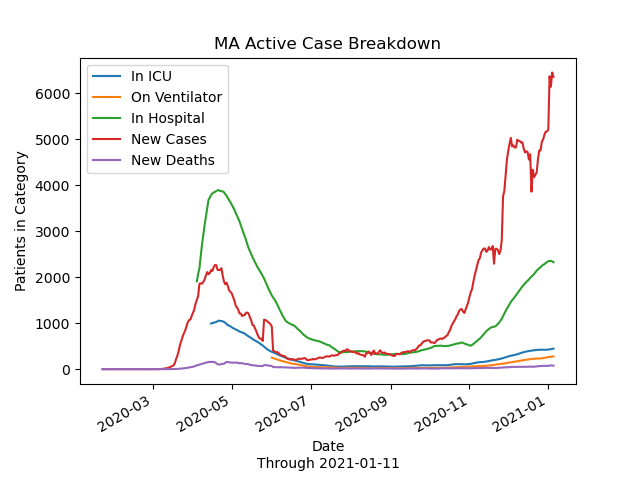 MA Active Case Breakdown
In ICU
On Ventilator
In Hospital
New Cases
New Deaths
Patients in Category
6000
5000
4000
3000
2000
1000
0
2020-03
2020-05
2020-07
2020-09
2020-11
2021-01
Date
Through 2021-01-11